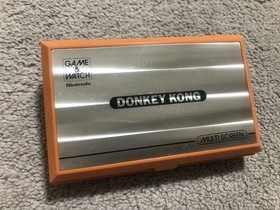 GAME &
WATCH
Nintendo
DONKEY KONG
MULTI SCREEN